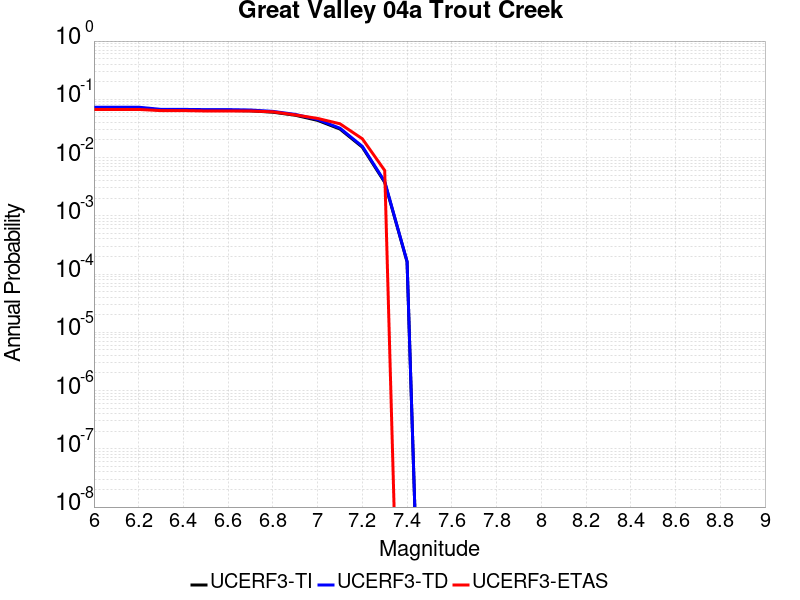 Great Valley 04a Trout Creek
10^0
10^-1
10^-2
10^-3
10^-4
10^-5
10^-6
10^-7
10^-8
Annual Probability
6 6.2 6.4 6.6 6.8 7 7.2 7.4 7.6 7.8 8 8.2 8.4 8.6 8.8 9
Magnitude
UCERF3-TI UCERF3-TD UCERF3-ETAS